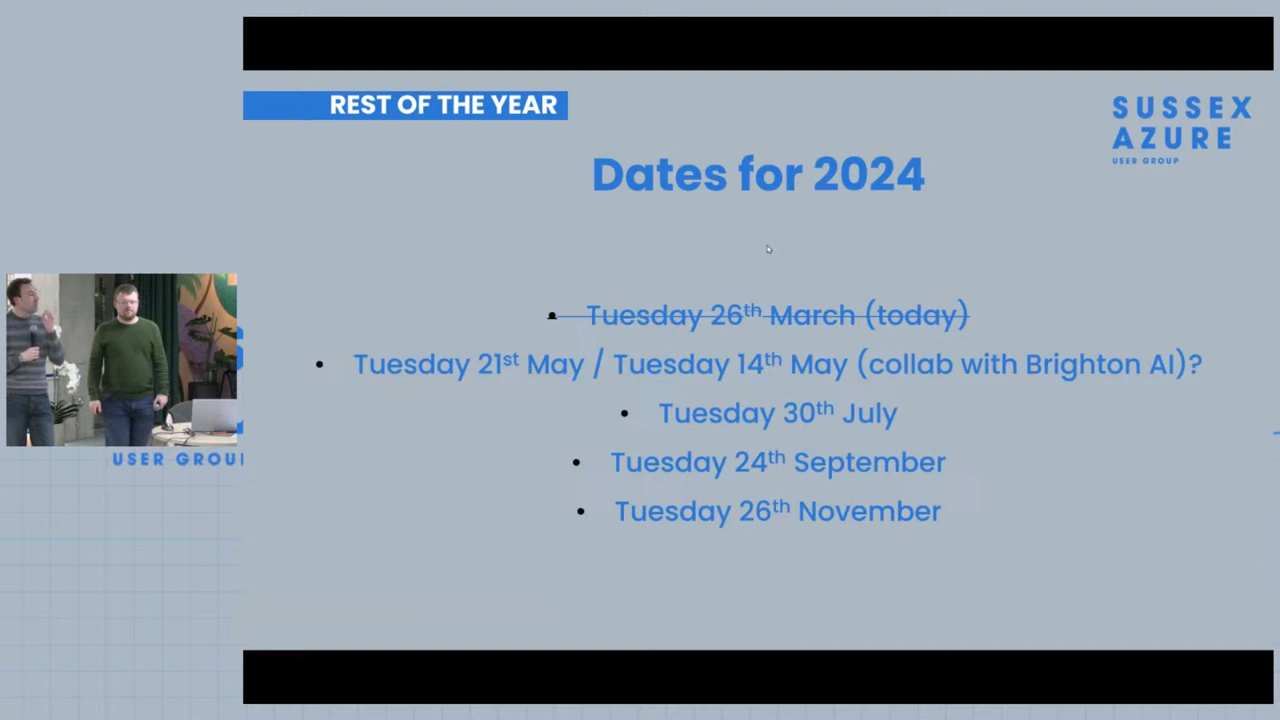 REST OF THE YEAR
SUSSEX
AZURE
USER GROUP
Dates for 2024
Tuesday 26th March (today)
Tuesday 21st May / Tuesday 14th May (collab with Brighton AI)?
Tuesday 30th July
Tuesday 24th September
Tuesday 26th November
USER GROU